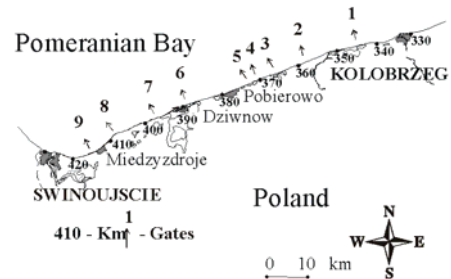 Pomeranian Bay
1
2
3
4
5
6
7
8
9
330
340
350
KOLOBRZEG
360
370
380
Pobierowo
390
Dziwnow
400
410
Miedzyzdroje
420
SWINOUJSCIE
1
410 - Km - Gates
Poland
N
W E
S
0 10 km